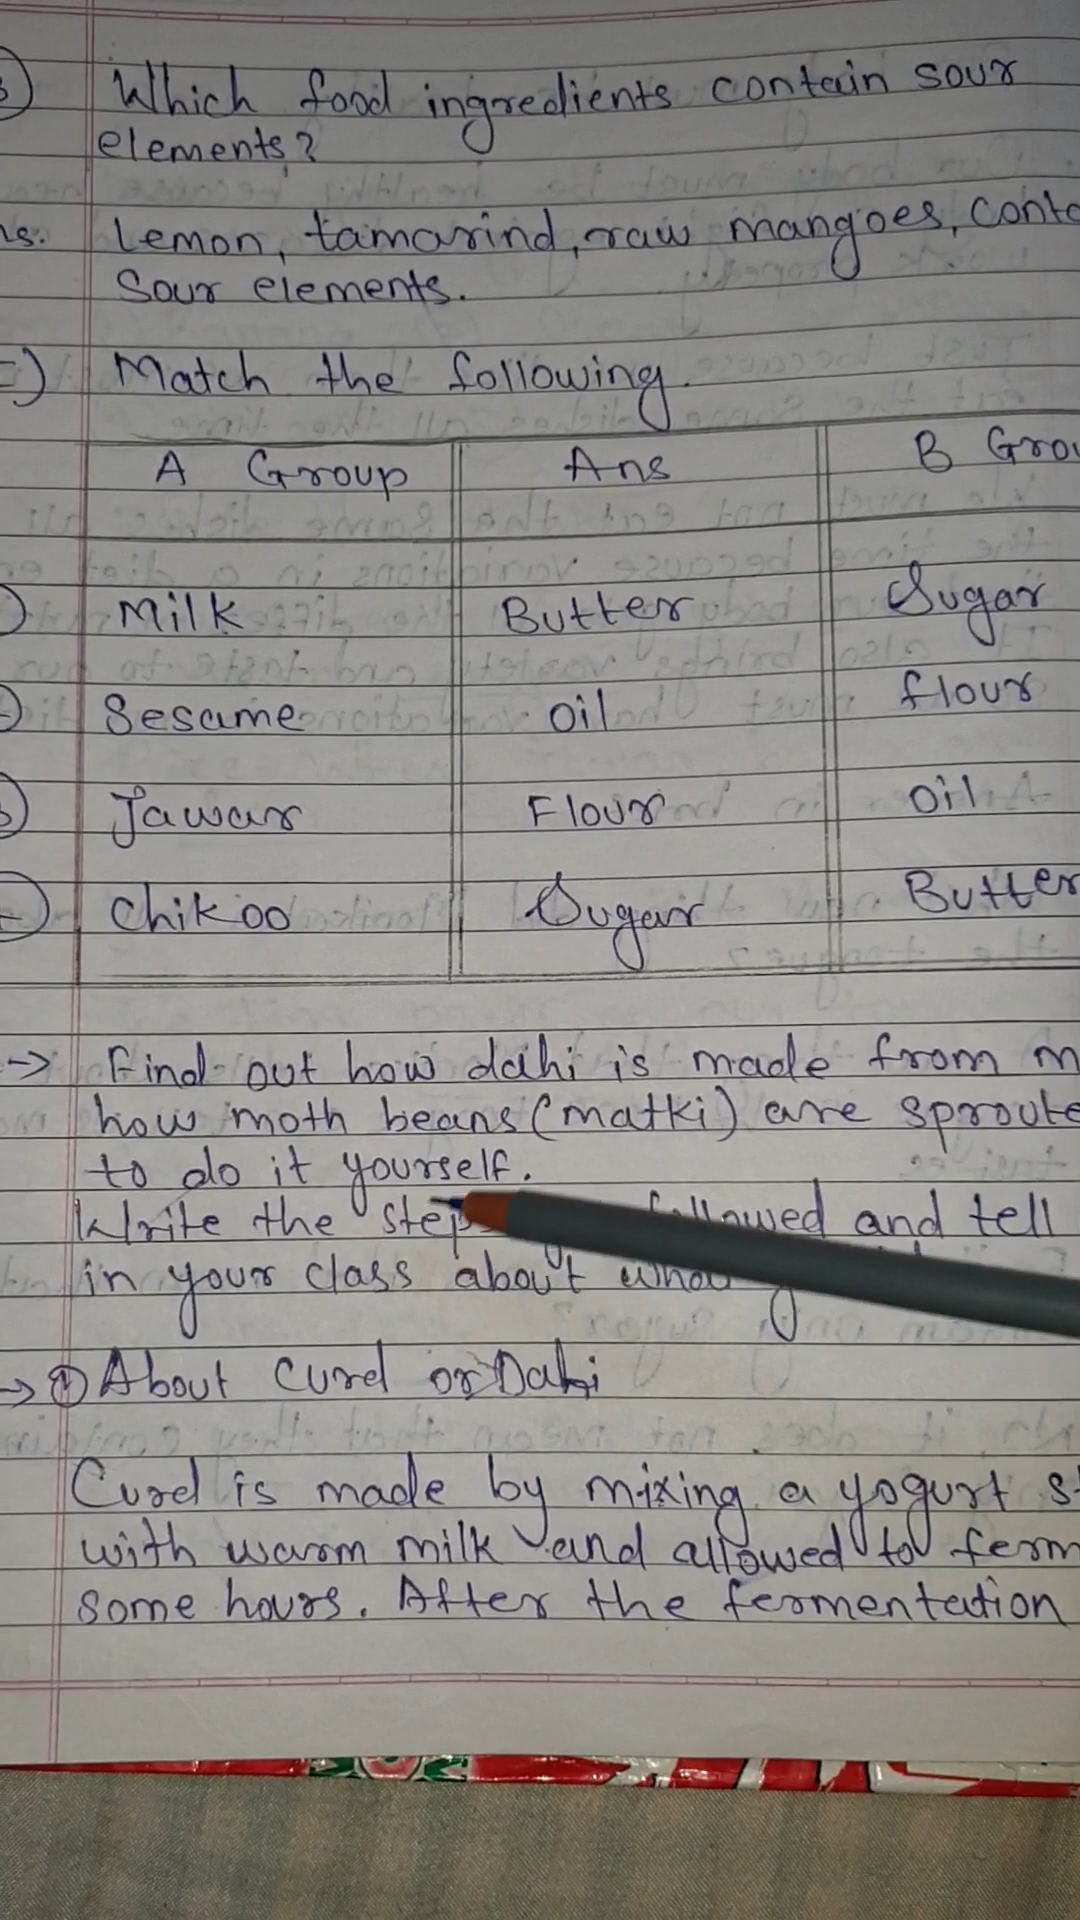 Which food ingredients contain sour
elements?
ns. Lemon, tamarind, raw mangoes, conta
Sour elements.
Match the following.
A Group Ans B Grou
Milk Butter Sugar
Sesame Oil flour
Jawar Flour Oil
Chikoo Sugar Butter
→ Find out how dahi is made from m
how moth beans (matki) are sproute
to do it yourself.
Write the step followed and tell
in your class about
→ ① About Curd or Dahi
Curd is made by mixing a yogurt s
with warm milk and allowed to ferm
some hours. After the fermentation